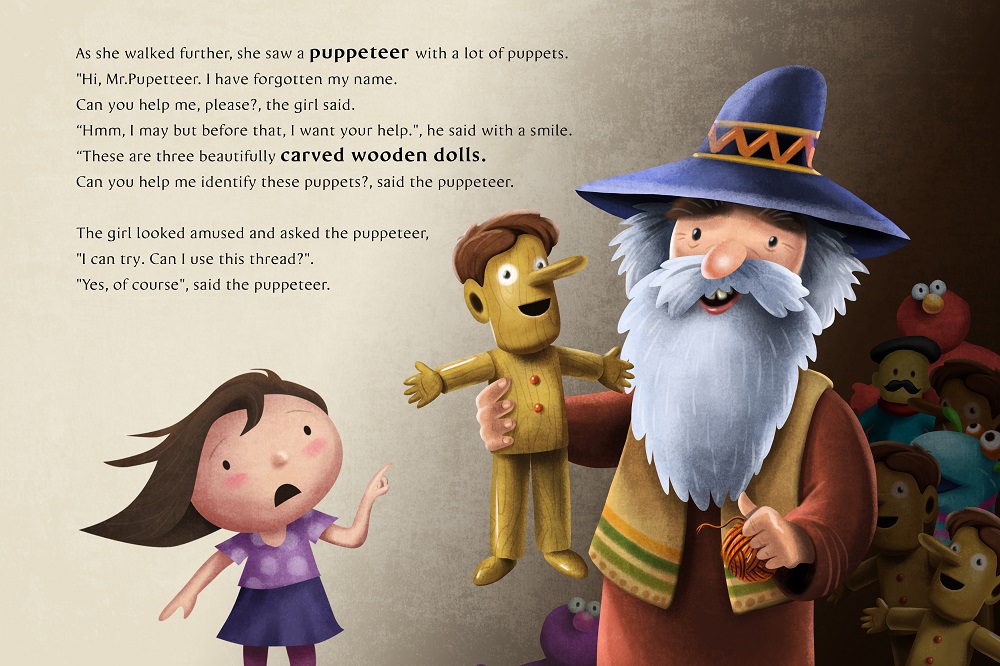 As she walked further, she saw a puppeteer with a lot of puppets.
"Hi, Mr.Pupetteer. I have forgotten my name.
Can you help me, please?, the girl said.
“Hmm, I may but before that, I want your help.", he said with a smile.
“These are three beautifully carved wooden dolls.
Can you help me identify these puppets?, said the puppeteer.
The girl looked amused and asked the puppeteer,
"I can try. Can I use this thread?".
"Yes, of course", said the puppeteer.